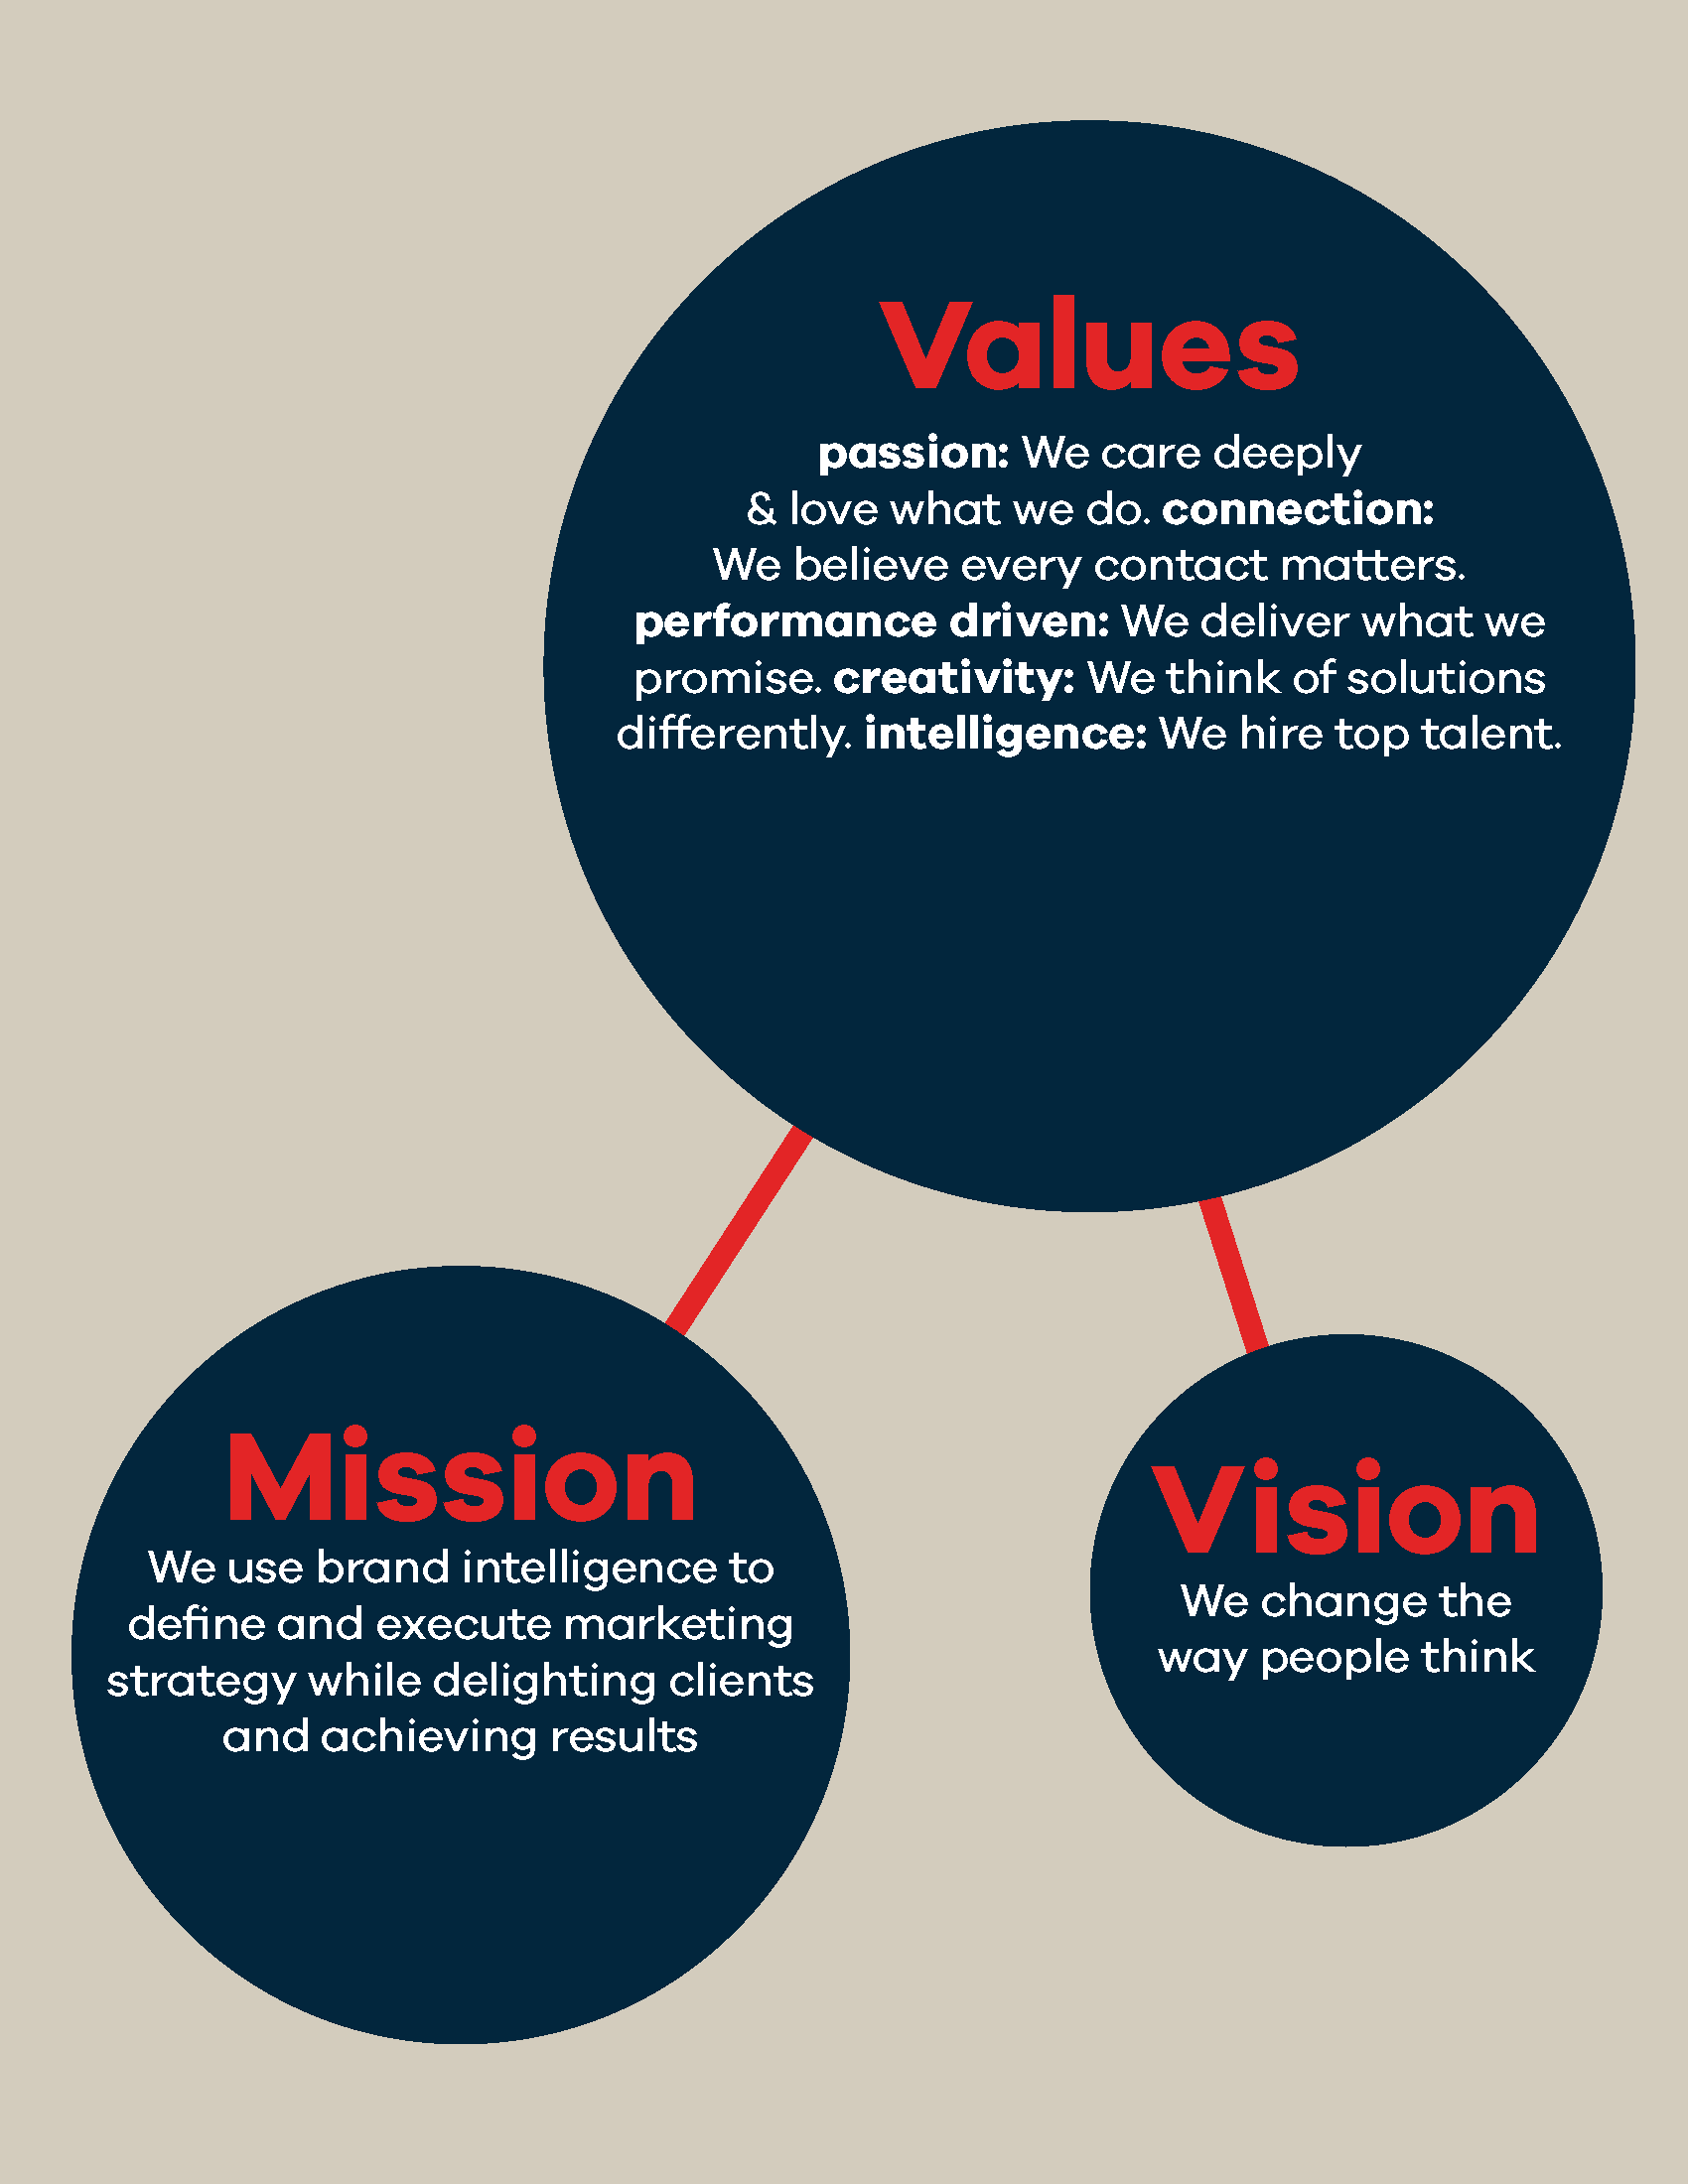 Values
passion: We care deeply
& love what we do. connection:
We believe every contact matters.
performance driven: We deliver what we
promise. creativity: We think of solutions
differently. intelligence: We hire top talent.
Mission
We use brand intelligence to
define and execute marketing
strategy while delighting clients
and achieving results
Vision
We change the
way people think